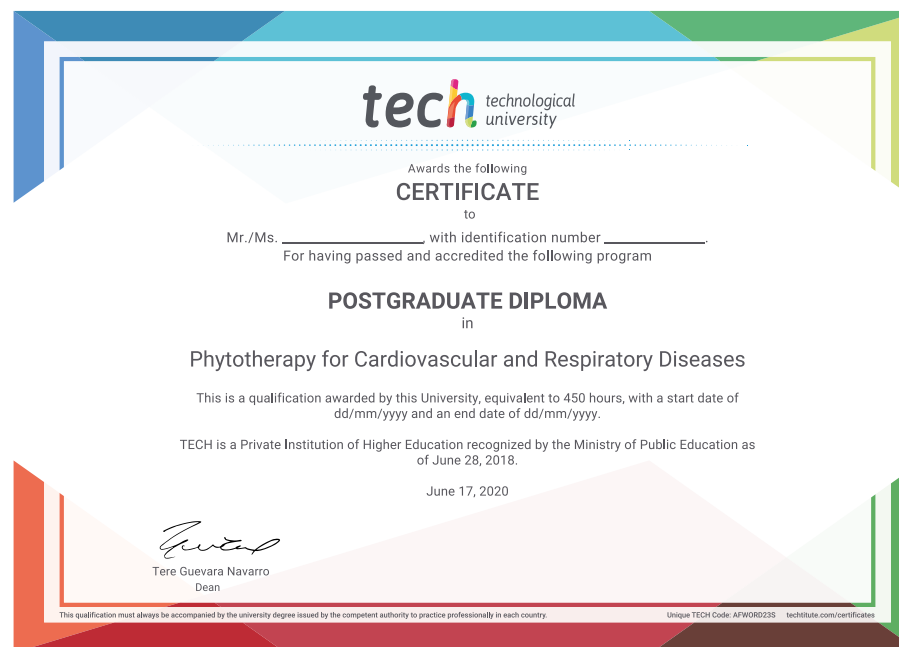 tech technological
university
Awards the following
CERTIFICATE
to
Mr./Ms. ____________________, with identification number ______________.
For having passed and accredited the following program
POSTGRADUATE DIPLOMA
in
Phytotherapy for Cardiovascular and Respiratory Diseases
This is a qualification awarded by this University, equivalent to 450 hours, with a start date of
dd/mm/yyyy and an end date of dd/mm/yyyy.
TECH is a Private Institution of Higher Education recognized by the Ministry of Public Education as
of June 28, 2018.
June 17, 2020
Tere Guevara Navarro
Dean
This qualification must always be accompanied by the university degree issued by the competent authority to practice professionally in each country. Unique TECH Code: AFWORD23S techtitute.com/certificates